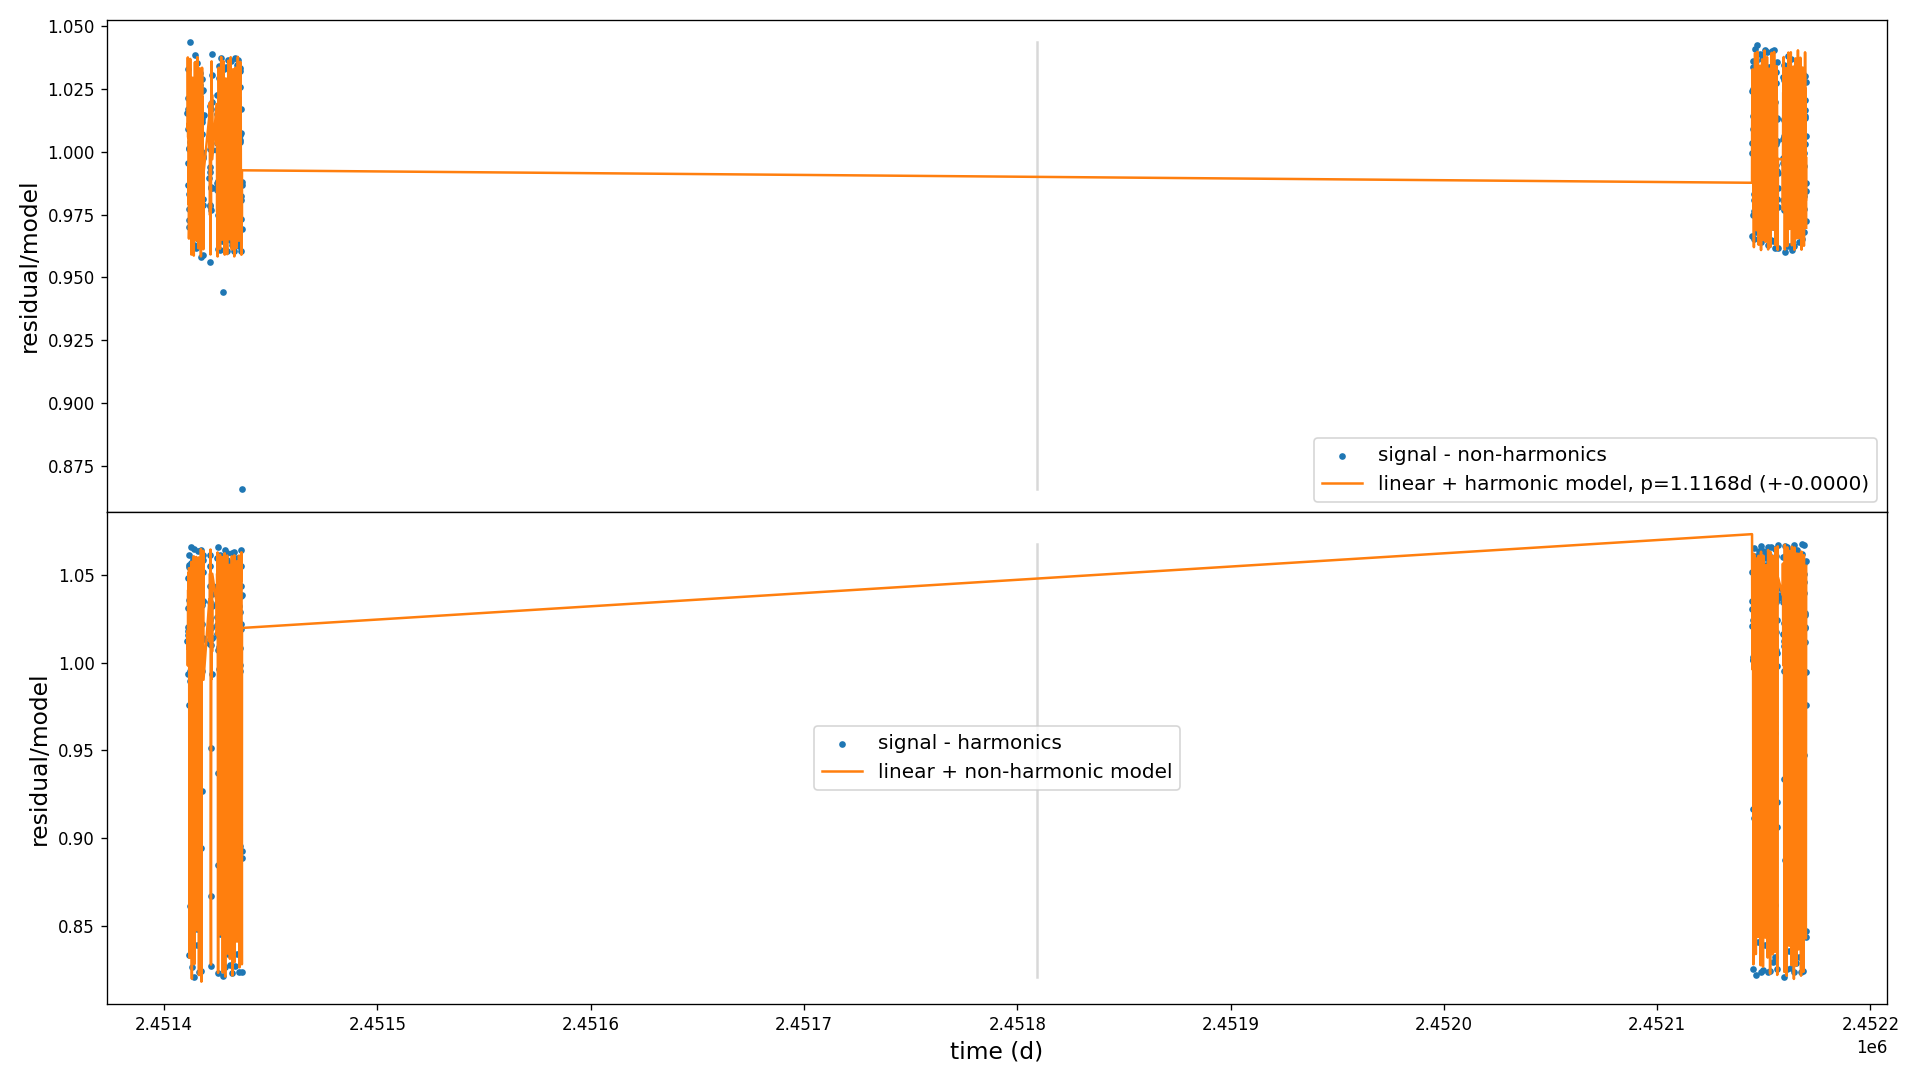 1.050
1.025
1.000
0.975
0.950
0.925
0.900
0.875
residual/model
signal - non-harmonics
linear + harmonic model, p=1.1168d (+-0.0000)
1.05
1.00
0.95
0.90
0.85
residual/model
signal - harmonics
linear + non-harmonic model
2.4514 2.4515 2.4516 2.4517 2.4518 2.4519 2.4520 2.4521 2.4522
time (d)
1e6